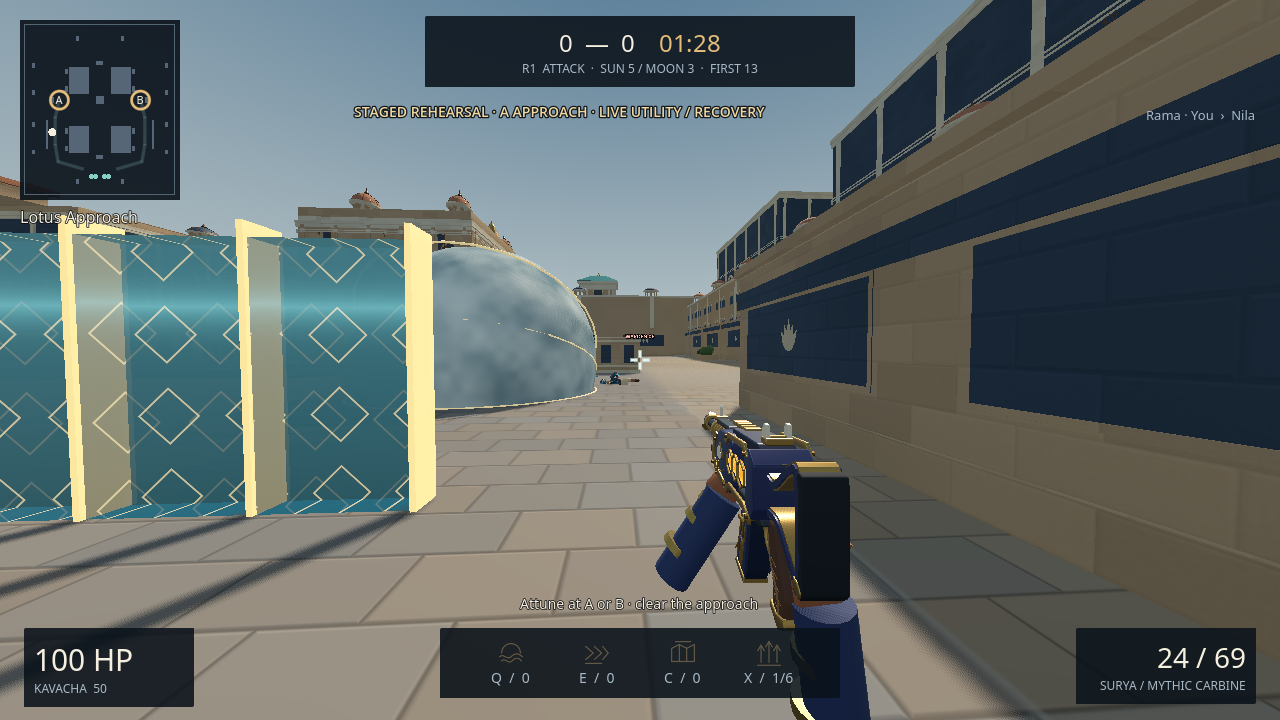 0 — 0 01:28
R1 ATTACK · SUN 5 / MOON 3 · FIRST 13
STAGED REHEARSAL · A APPROACH · LIVE UTILITY / RECOVERY
Rama · You › Nila
A
B
Lotus Approach
Attune at A or B · clear the approach
100 HP
KAVACHA 50
Q / 0
E / 0
C / 0
X / 1/6
24 / 69
SURYA / MYTHIC CARBINE